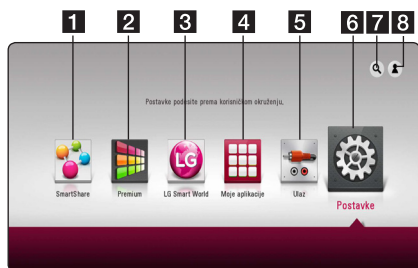 1 2 3 4 5 6 7 8
Postavke podesite prema korisničkom okruženju.
LG
SmartShare Premium LG Smart World Moje aplikacije Ulaz
Postavke